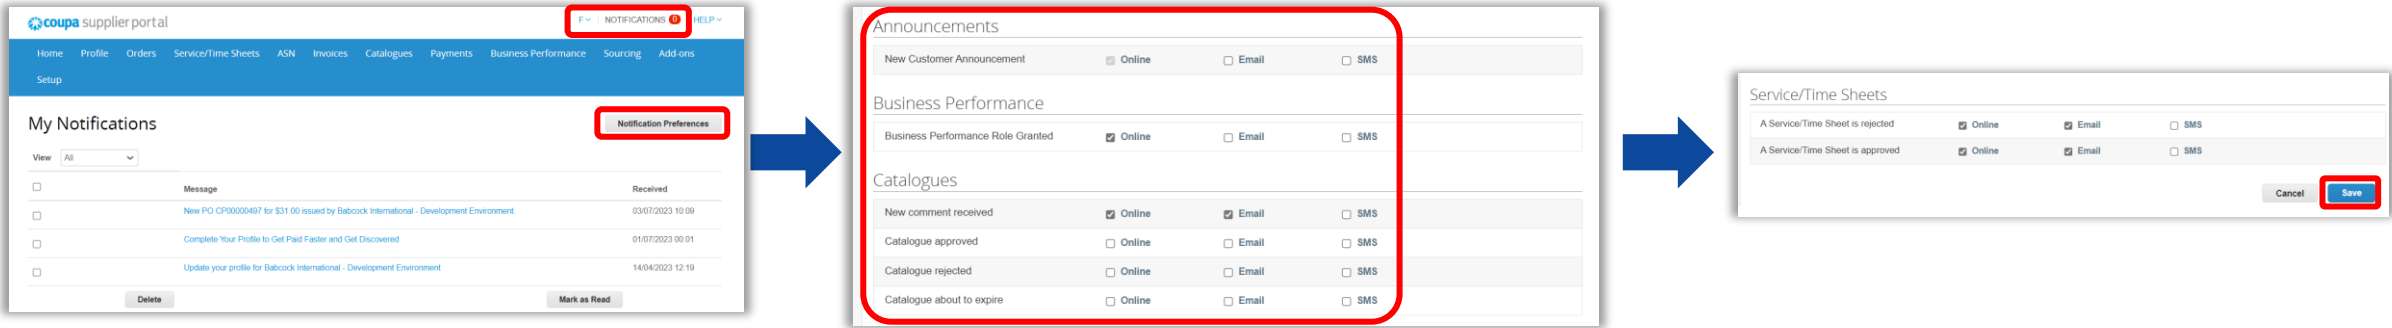 coupa supplier portal
F NOTIFICATIONS 0 HELP
Home Profile Orders Service/Time Sheets ASN Invoices Catalogues Payments Business Performance Sourcing Add-ons
Setup
My Notifications
Notification Preferences
View All
Message Received
New PO CP00000497 for $31.00 issued by Babcock International - Development Environment 03/07/2023 10:09
Complete Your Profile to Get Paid Faster and Get Discovered 01/07/2023 00:01
Update your profile for Babcock International - Development Environment 14/04/2023 12:19
Delete Mark as Read
Announcements
New Customer Announcement Online Email SMS
Business Performance
Business Performance Role Granted Online Email SMS
Catalogues
New comment received Online Email SMS
Catalogue approved Online Email SMS
Catalogue rejected Online Email SMS
Catalogue about to expire Online Email SMS
Service/Time Sheets
A Service/Time Sheet is rejected Online Email SMS
A Service/Time Sheet is approved Online Email SMS
Cancel Save